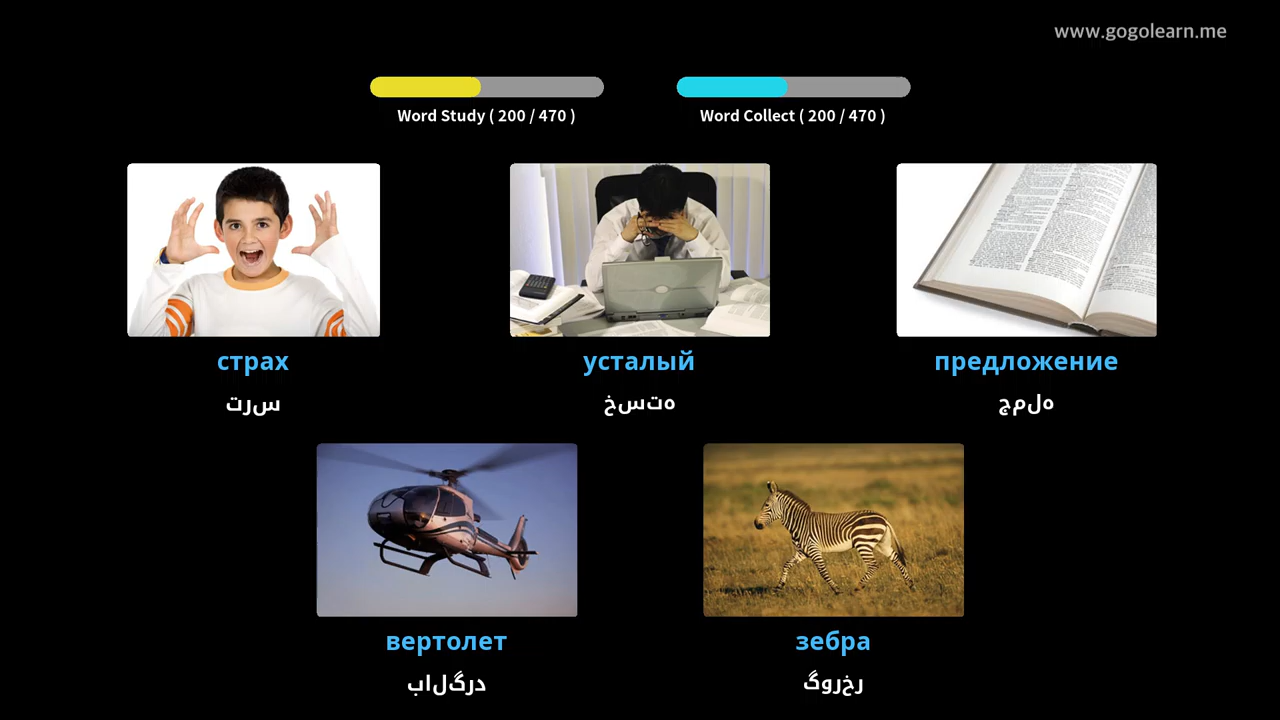 www.gogolearn.me
Word Study ( 200 / 470 )
Word Collect ( 200 / 470 )
страх
усталый
предложение
سرت
هتسخ
هلمج
вертолет
зебра
درگلاب
رخروگ